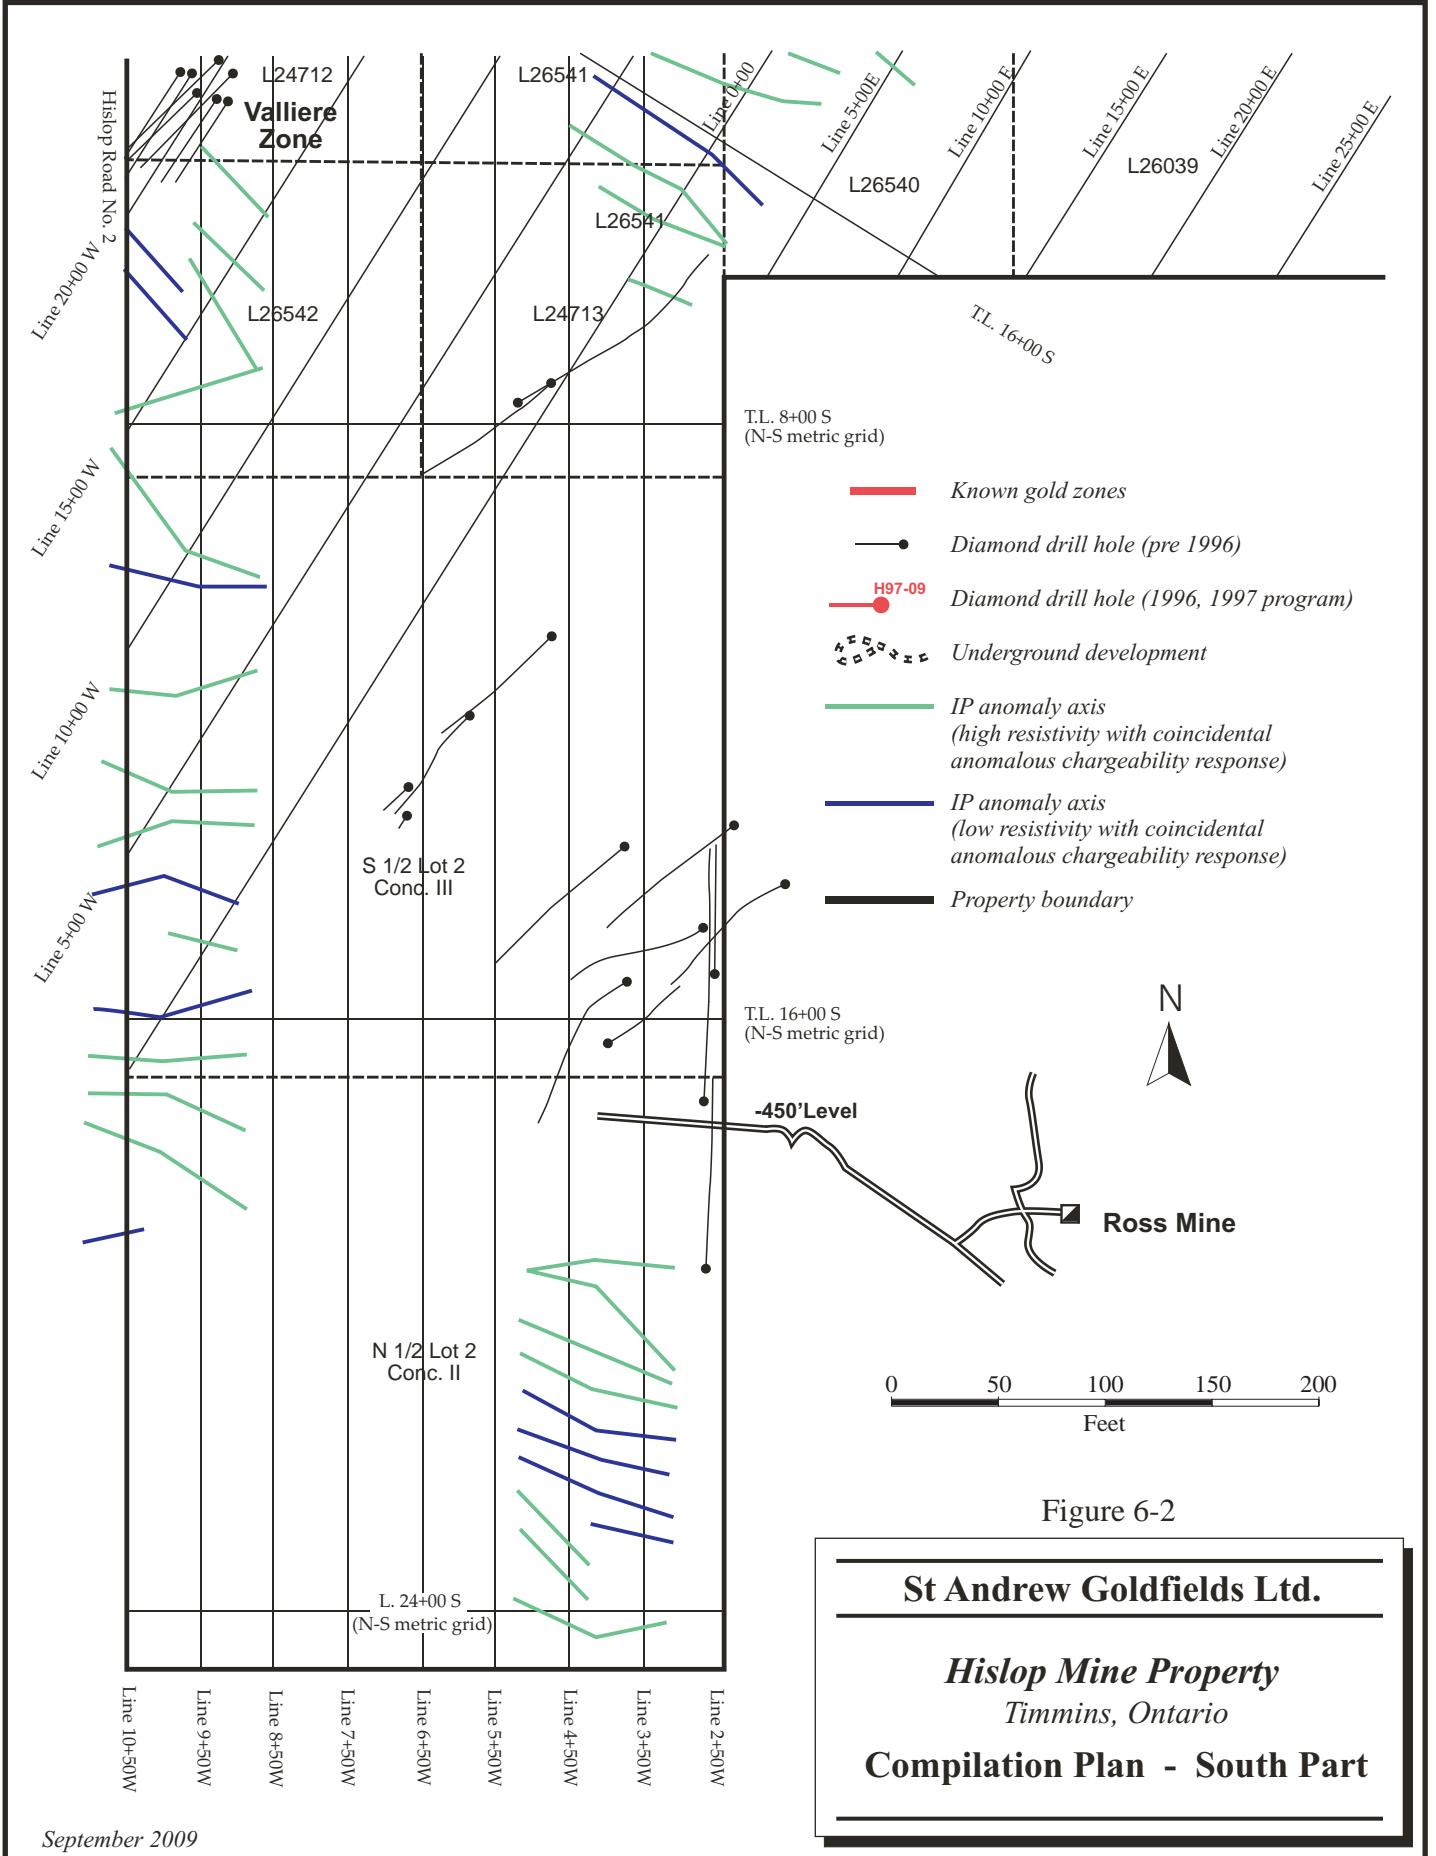 L24712
L26541
Valliere
Zone
Hislop Road No. 2
Line 0+00
Line 5+00E
Line 10+00 E
Line 15+00 E
Line 20+00 E
Line 25+00 E
L26039
L26540
L26541
Line 20+00 W
L26542
L24713
T.L. 16+00 S
T.L. 8+00 S
(N-S metric grid)
Line 15+00 W
Known gold zones
Diamond drill hole (pre 1996)
H97-09
Diamond drill hole (1996, 1997 program)
Underground development
IP anomaly axis
(high resistivity with coincidental
anomalous chargeability response)
Line 10+00 W
IP anomaly axis
(low resistivity with coincidental
anomalous chargeability response)
Property boundary
S 1/2 Lot 2
Conc. III
Line 5+00 W
T.L. 16+00 S
(N-S metric grid)
N
-450'Level
Ross Mine
N 1/2 Lot 2
Conc. II
0 50 100 150 200
Feet
L. 24+00 S
(N-S metric grid)
Line 10+50W
Line 9+50W
Line 8+50W
Line 7+50W
Line 6+50W
Line 5+50W
Line 4+50W
Line 3+50W
Line 2+50W
Figure 6-2
St Andrew Goldfields Ltd.
Hislop Mine Property
Timmins, Ontario
Compilation Plan - South Part
September 2009